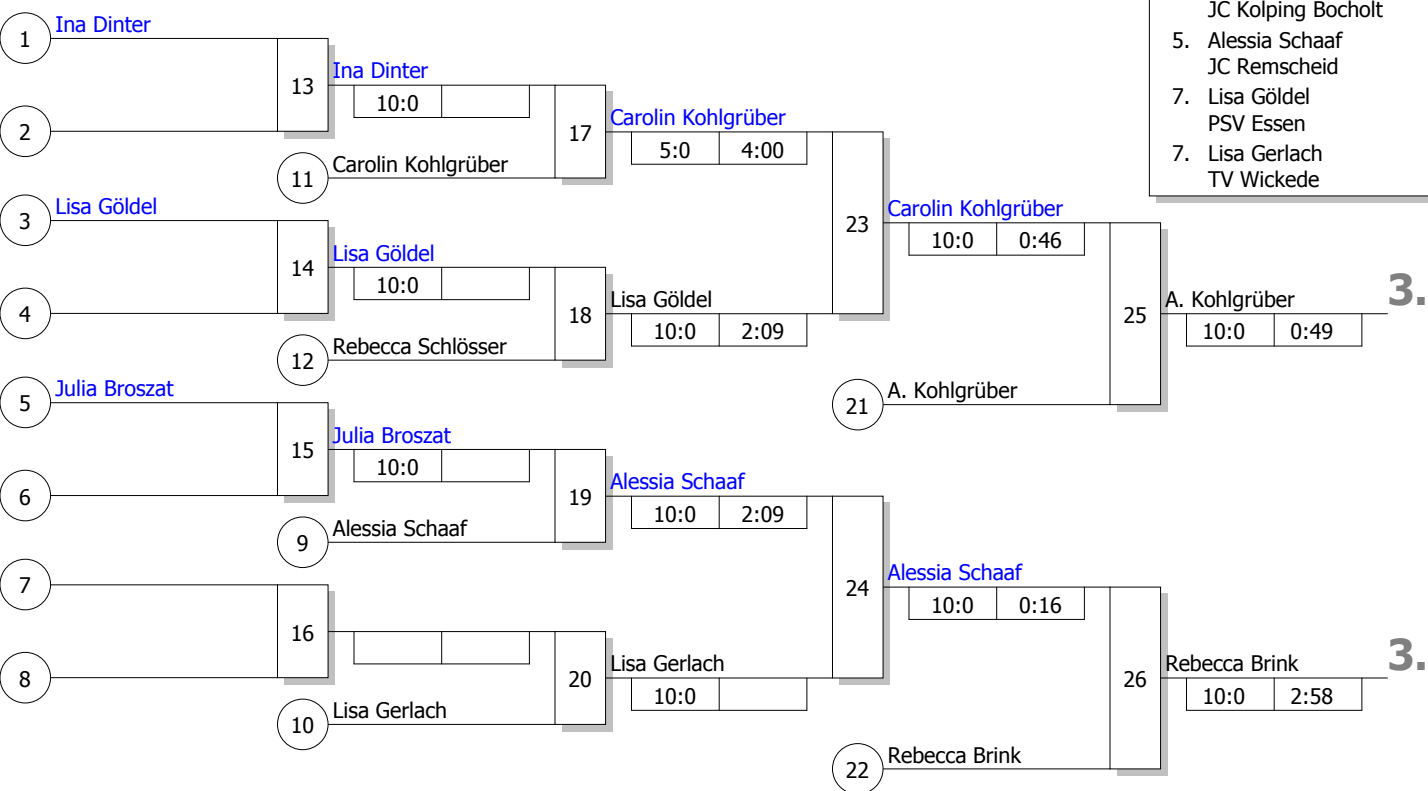 JC Kolping Bocholt
5. Alessia Schaaf
JC Remscheid
7. Lisa Göldel
PSV Essen
7. Lisa Gerlach
TV Wickede
1 Ina Dinter
13 Ina Dinter
10:0
2
17 Carolin Kohlgrüber
5:0 4:00
11 Carolin Kohlgrüber
3 Lisa Göldel
23 Carolin Kohlgrüber
10:0 0:46
14 Lisa Göldel
10:0
4
18 Lisa Göldel
10:0 2:09
12 Rebecca Schlösser
25 A. Kohlgrüber 3.
10:0 0:49
5 Julia Broszat
21 A. Kohlgrüber
15 Julia Broszat
10:0
6
19 Alessia Schaaf
10:0 2:09
9 Alessia Schaaf
7
24 Alessia Schaaf
10:0 0:16
16
8
20 Lisa Gerlach
10:0
10 Lisa Gerlach
26 Rebecca Brink 3.
10:0 2:58
22 Rebecca Brink